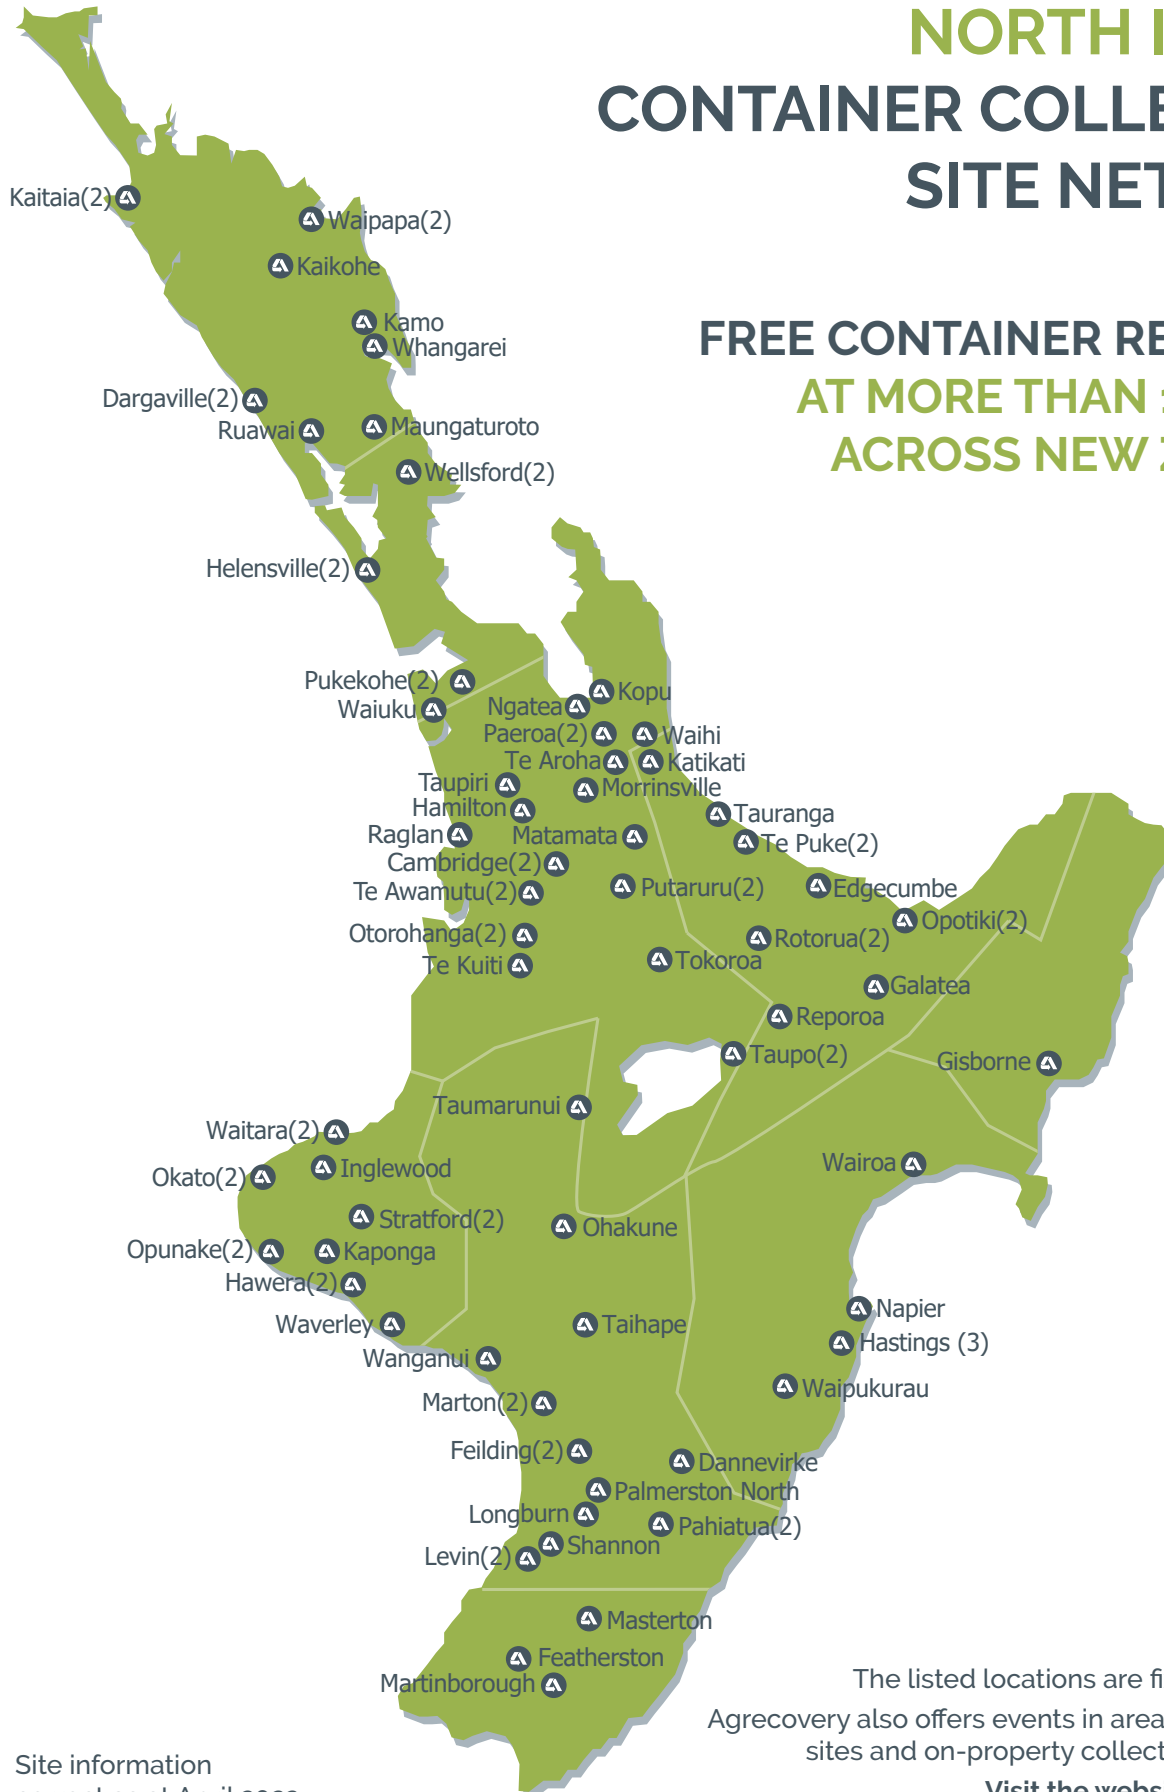 NORTH I
CONTAINER COLLE
SITE NET
FREE CONTAINER RE
AT MORE THAN
ACROSS NEW
Kaitaia(2)
Waipapa(2)
Kaikohe
Kamo
Whangarei
Dargaville(2)
Ruawai
Maungaturoto
Wellsford(2)
Helensville(2)
Pukekohe(2)
Waiuku
Kopu
Ngatea
Paeroa(2)
Waihi
Te Aroha
Katikati
Taupiri
Morrinsville
Hamilton
Tauranga
Raglan
Matamata
Te Puke(2)
Cambridge(2)
Te Awamutu(2)
Putaruru(2)
Edgecumbe
Opotiki(2)
Otorohanga(2)
Rotorua(2)
Te Kuiti
Tokoroa
Galatea
Reporoa
Taupo(2)
Gisborne
Taumarunui
Waitara(2)
Inglewood
Okato(2)
Wairoa
Stratford(2)
Ohakune
Opunake(2)
Kaponga
Hawera(2)
Napier
Waverley
Taihape
Hastings (3)
Wanganui
Waipukurau
Marton(2)
Feilding(2)
Dannevirke
Palmerston North
Longburn
Pahiatua(2)
Shannon
Levin(2)
Masterton
Featherston
Martinborough
The listed locations are fi
Agrecovery also offers events in area
sites and on-property collect
Visit the webs
Site information